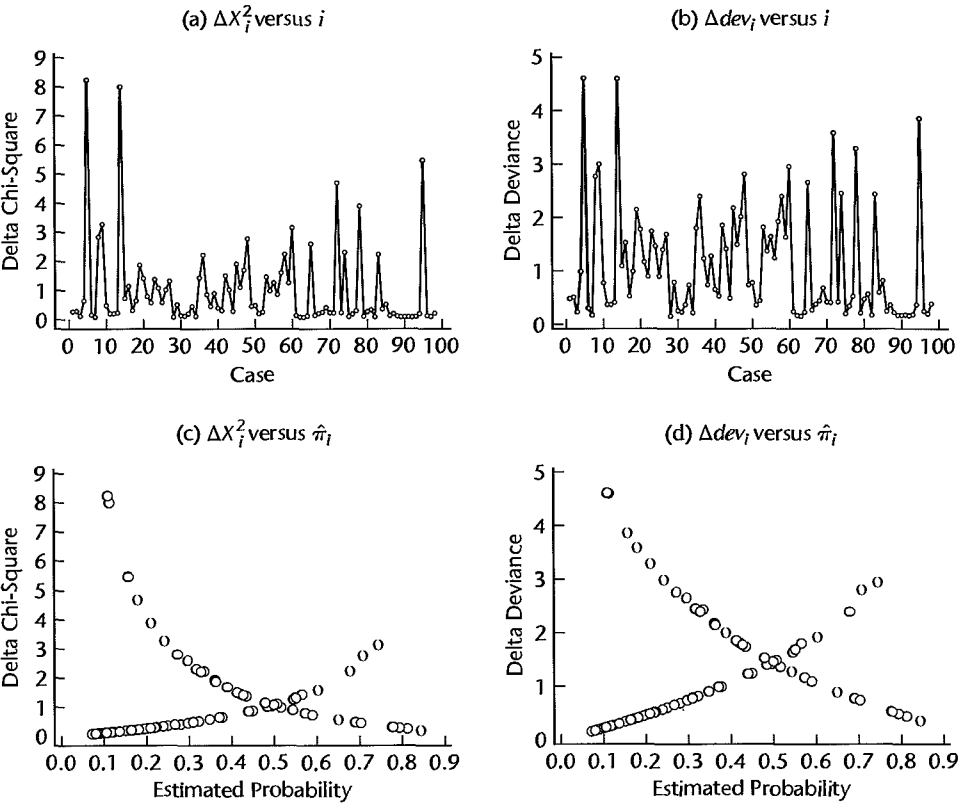 (a) ΔX²ᵢ versus i
(b) Δdevᵢ versus i
Delta Chi-Square
9
8
7
6
5
4
3
2
1
0
0 10 20 30 40 50 60 70 80 90 100
Case
Delta Deviance
5
4
3
2
1
0
0 10 20 30 40 50 60 70 80 90 100
Case
(c) ΔX²ᵢ versus π̂ᵢ
(d) Δdevᵢ versus π̂ᵢ
Delta Chi-Square
9
8
7
6
5
4
3
2
1
0
0.0 0.1 0.2 0.3 0.4 0.5 0.6 0.7 0.8 0.9
Estimated Probability
Delta Deviance
5
4
3
2
1
0
0.0 0.1 0.2 0.3 0.4 0.5 0.6 0.7 0.8 0.9
Estimated Probability